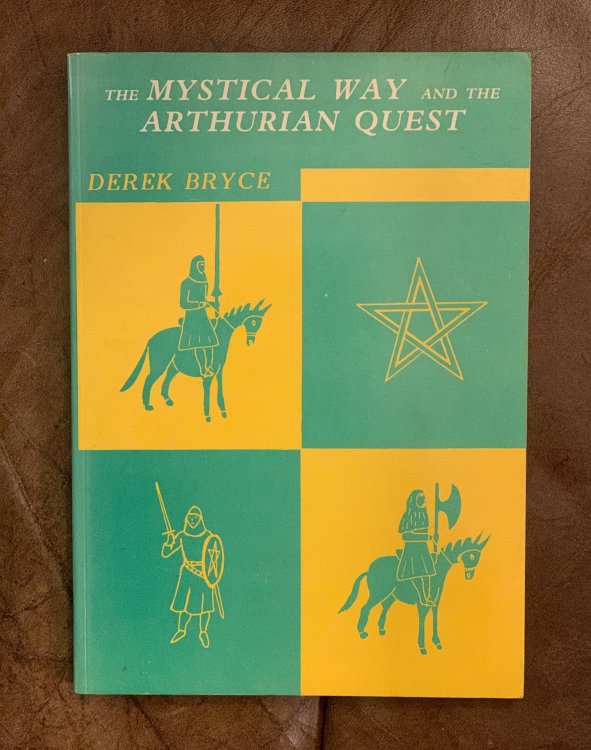 THE MYSTICAL WAY AND THE
ARTHURIAN QUEST
DEREK BRYCE